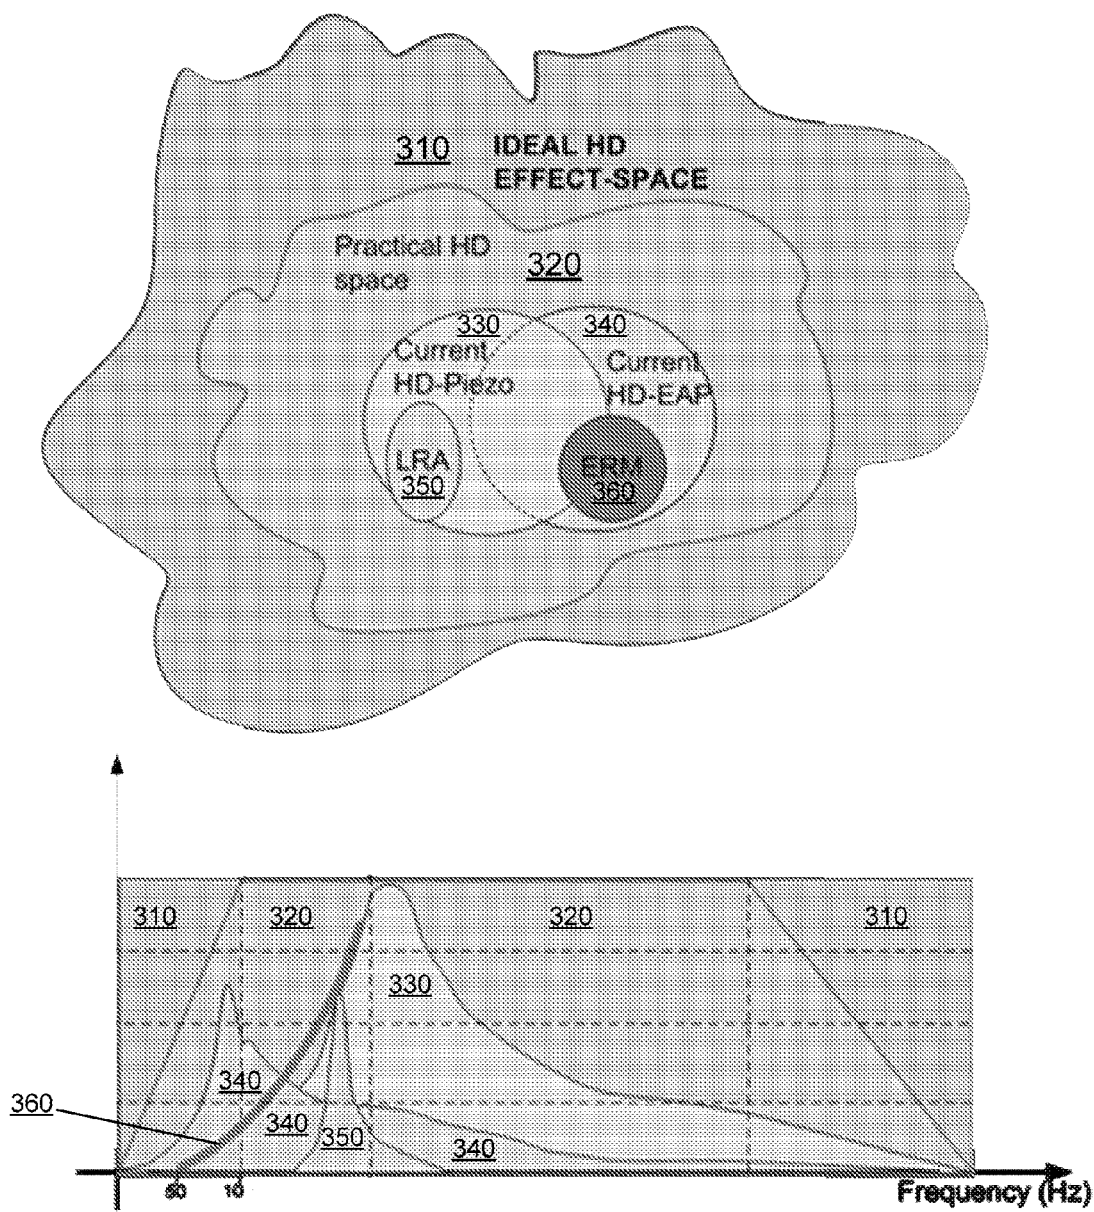 310 IDEAL HD
EFFECT-SPACE
Practical HD
space
320
330
340
Current
HD-Piezo
Current
HD-EAP
LRA
350
ERM
360
310
320
320
310
330
340
360
340
350
340
50
10
Frequency (Hz)